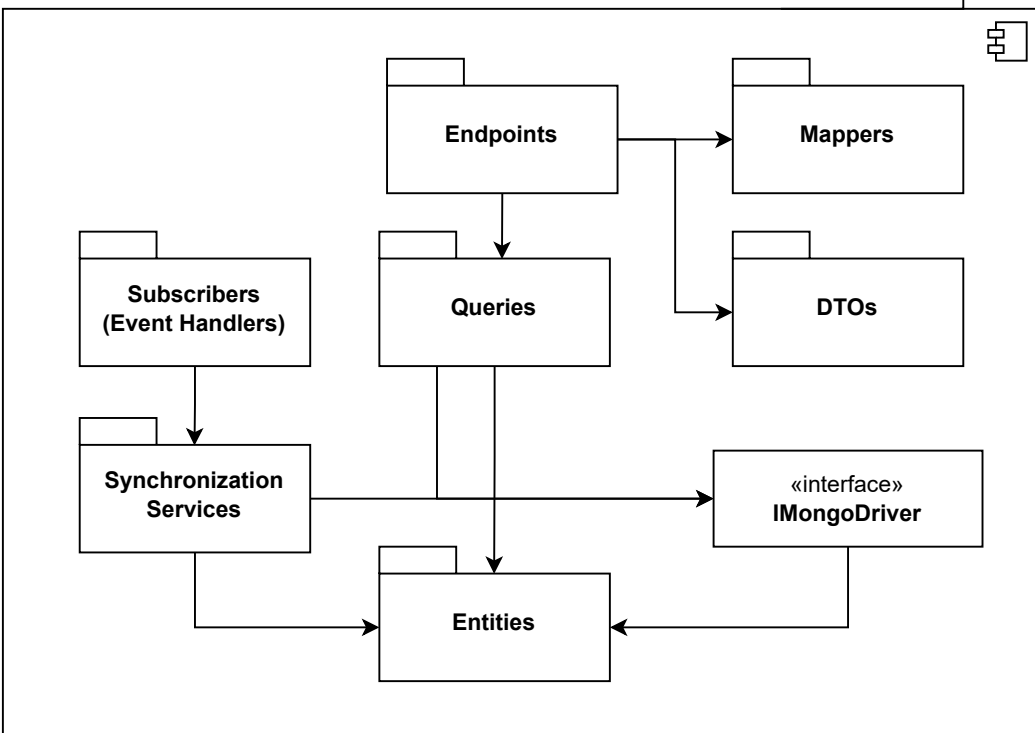 Endpoints
Mappers
Subscribers
(Event Handlers)
Queries
DTOs
Synchronization
Services
«interface»
IMongoDriver
Entities